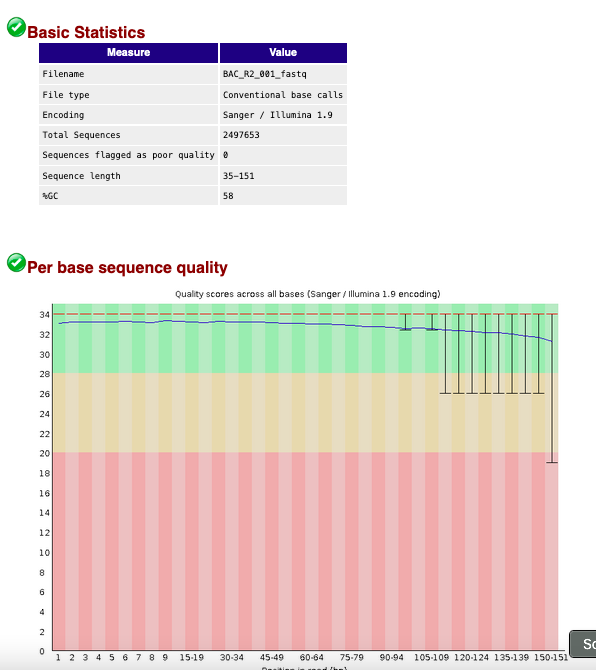 Basic Statistics
Measure Value
Filename BAC_R2_001_fastq
File type Conventional base calls
Encoding Sanger / Illumina 1.9
Total Sequences 2497653
Sequences flagged as poor quality 0
Sequence length 35-151
%GC 58
Per base sequence quality
Quality scores across all bases (Sanger / Illumina 1.9 encoding)
34
32
30
28
26
24
22
20
18
16
14
12
10
8
6
4
2
0
1 2 3 4 5 6 7 8 9 15-19 30-34 45-49 60-64 75-79 90-94 105-109 120-124 135-139 150-151